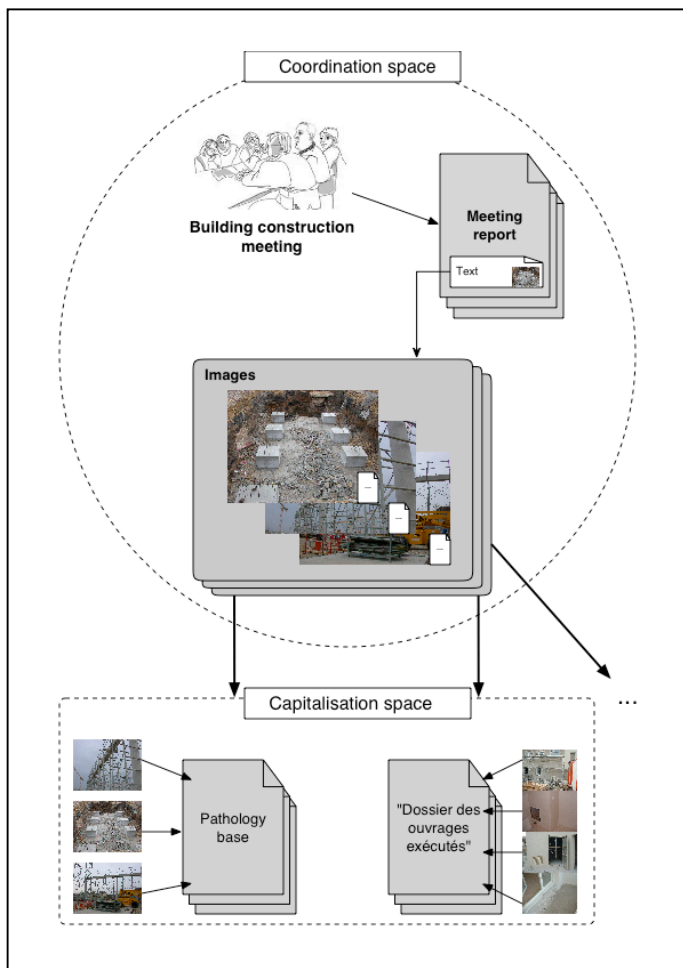 Coordination space
Building construction
meeting
Meeting
report
Text
Images
...
Capitalisation space
Pathology
base
"Dossier des
ouvrages
exécutés"